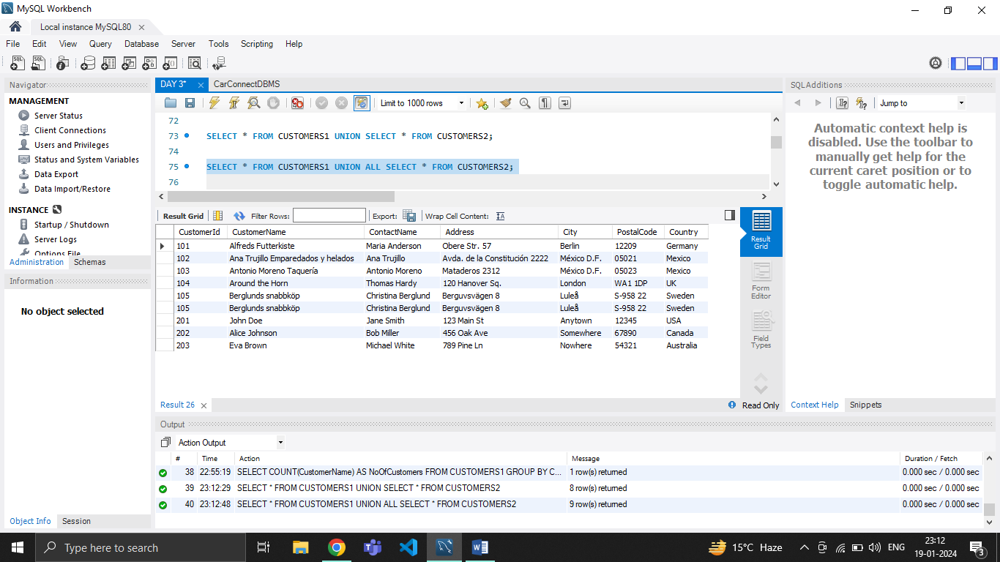 MySQL Workbench
Local instance MySQL80
File Edit View Query Database Server Tools Scripting Help
Navigator
MANAGEMENT
Server Status
Client Connections
Users and Privileges
Status and System Variables
Data Export
Data Import/Restore
INSTANCE
Startup / Shutdown
Server Logs
Options File
Administration Schemas
Information
No object selected
Object Info Session
DAY 3* CarConnectDBMS
Limit to 1000 rows
72
73 SELECT * FROM CUSTOMERS1 UNION SELECT * FROM CUSTOMERS2;
74
75 SELECT * FROM CUSTOMERS1 UNION ALL SELECT * FROM CUSTOMERS2;
76
Result Grid Filter Rows: Export: Wrap Cell Content:
CustomerId CustomerName ContactName Address City PostalCode Country
101 Alfreds Futterkiste Maria Anderson Obere Str. 57 Berlin 12209 Germany
102 Ana Trujillo Emparedados y helados Ana Trujillo Avda. de la Constitución 2222 México D.F. 05021 Mexico
103 Antonio Moreno Taquería Antonio Moreno Mataderos 2312 México D.F. 05023 Mexico
104 Around the Horn Thomas Hardy 120 Hanover Sq. London WA1 1DP UK
105 Berglunds snabbköp Christina Berglund Berguvsvägen 8 Luleå S-958 22 Sweden
105 Berglunds snabbköp Christina Berglund Berguvsvägen 8 Luleå S-958 22 Sweden
201 John Doe Jane Smith 123 Main St Anytown 12345 USA
202 Alice Johnson Bob Miller 456 Oak Ave Somewhere 67890 Canada
203 Eva Brown Michael White 789 Pine Ln Nowhere 54321 Australia
Result Grid
Form Editor
Field Types
Result 26 Read Only
SQLAdditions
Jump to
Automatic context help is
disabled. Use the toolbar to
manually get help for the
current caret position or to
toggle automatic help.
Context Help Snippets
Output
Action Output
# Time Action Message Duration / Fetch
38 22:55:19 SELECT COUNT(CustomerName) AS NoOfCustomers FROM CUSTOMERS1 GROUP BY C... 1 row(s) returned 0.000 sec / 0.000 sec
39 23:12:29 SELECT * FROM CUSTOMERS1 UNION SELECT * FROM CUSTOMERS2 8 row(s) returned 0.000 sec / 0.000 sec
40 23:12:48 SELECT * FROM CUSTOMERS1 UNION ALL SELECT * FROM CUSTOMERS2 9 row(s) returned 0.000 sec / 0.000 sec
Type here to search
15°C Haze ENG 23:12
19-01-2024
3